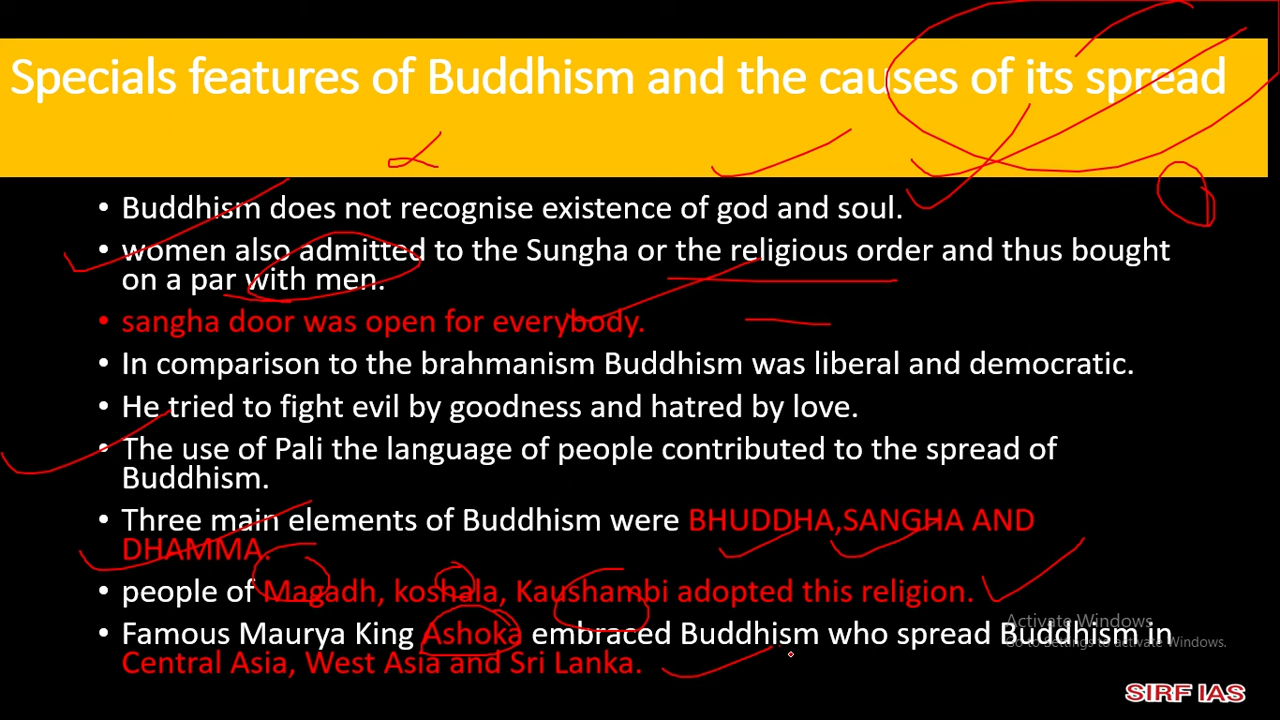 Specials features of Buddhism and the causes of its spread
• Buddhism does not recognise existence of god and soul.
• women also admitted to the Sungha or the religious order and thus bought
on a par with men.
• sangha door was open for everybody.
• In comparison to the brahmanism Buddhism was liberal and democratic.
• He tried to fight evil by goodness and hatred by love.
• The use of Pali the language of people contributed to the spread of
Buddhism.
• Three main elements of Buddhism were BHUDDHA,SANGHA AND
DHAMMA.
• people of Magadh, koshala, Kaushambi adopted this religion.
• Famous Maurya King Ashoka embraced Buddhism who spread Buddhism in
Central Asia, West Asia and Sri Lanka.
Activate Windows
Go to Settings to activate Windows.
SIRF IAS